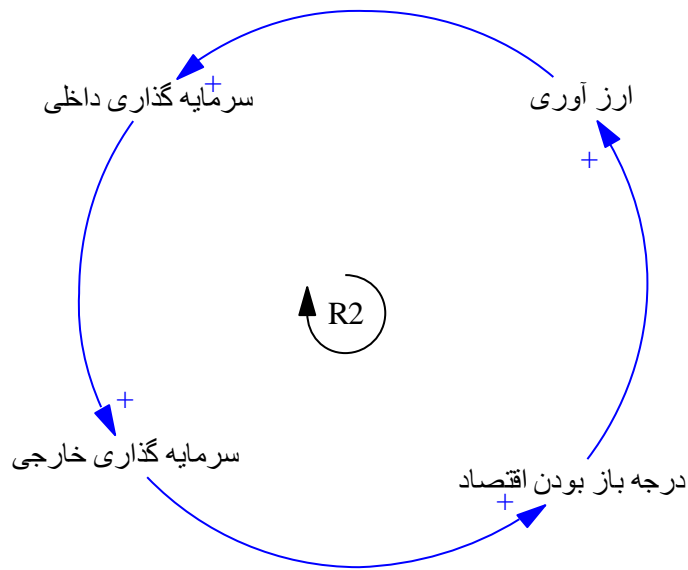 ارز آوری
سرمایه گذاری داخلی
+
+
R2
+
سرمایه گذاری خارجی
درجه باز بودن اقتصاد
+